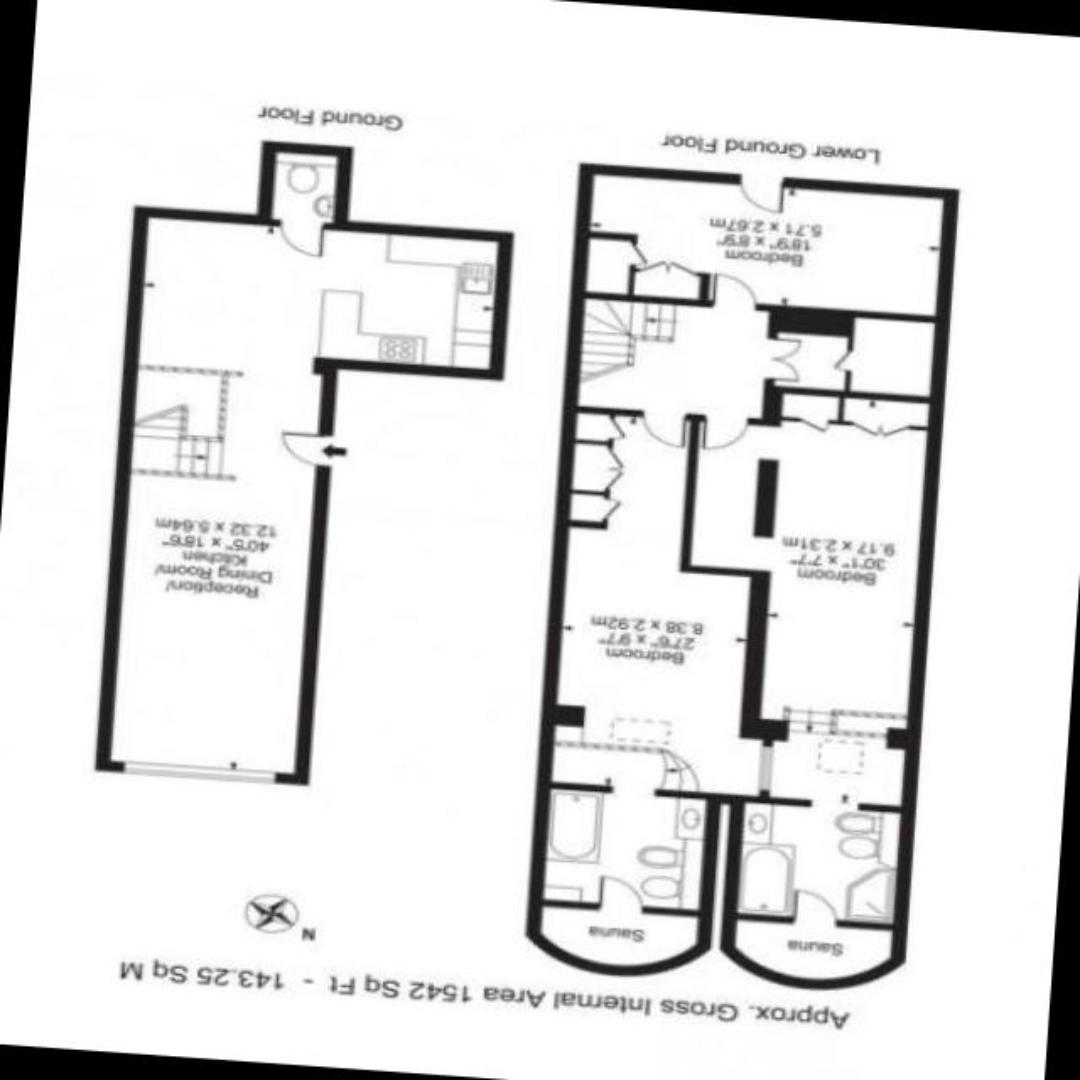 Approx. Gross Internal Area 1542 Sq Ft - 143.25 Sq M
N
Sauna
Sauna
Bedroom
27'6" x 9'7"
8.38 x 2.92m
Bedroom
30'1" x 7'7"
9.17 x 2.31m
Bedroom
18'9" x 8'9"
5.71 x 2.67m
Lower Ground Floor
Reception/
Dining Room/
Kitchen
40'5" x 18'6"
12.32 x 5.64m
Ground Floor